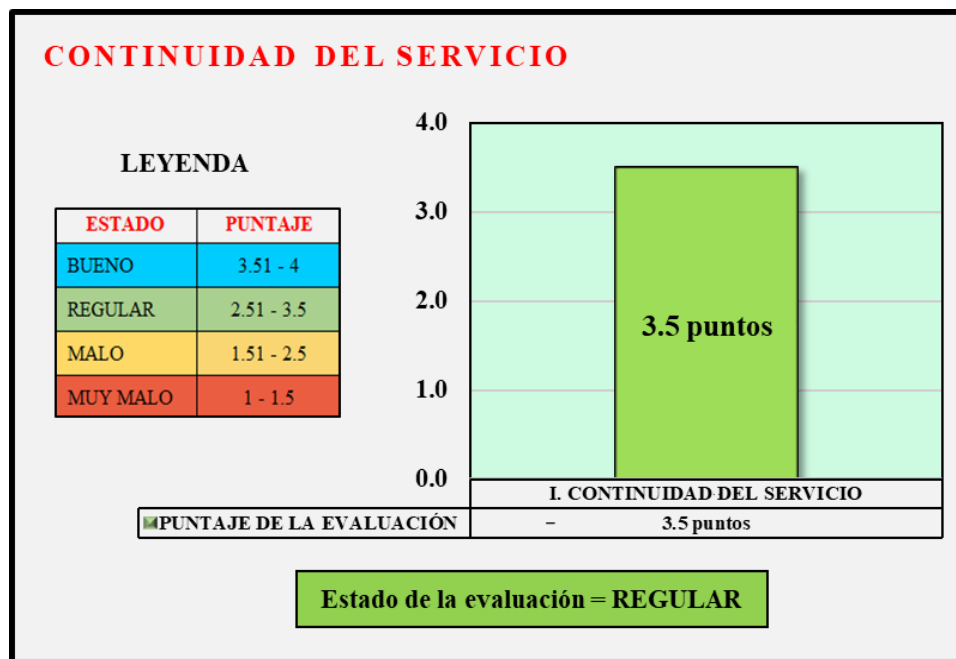 CONTINUIDAD DEL SERVICIO
LEYENDA
ESTADO PUNTAJE
BUENO 3.51 - 4
REGULAR 2.51 - 3.5
MALO 1.51 - 2.5
MUY MALO 1 - 1.5
4.0
3.0
2.0
1.0
0.0
3.5 puntos
I. CONTINUIDAD DEL SERVICIO
PUNTAJE DE LA EVALUACIÓN – 3.5 puntos
Estado de la evaluación = REGULAR